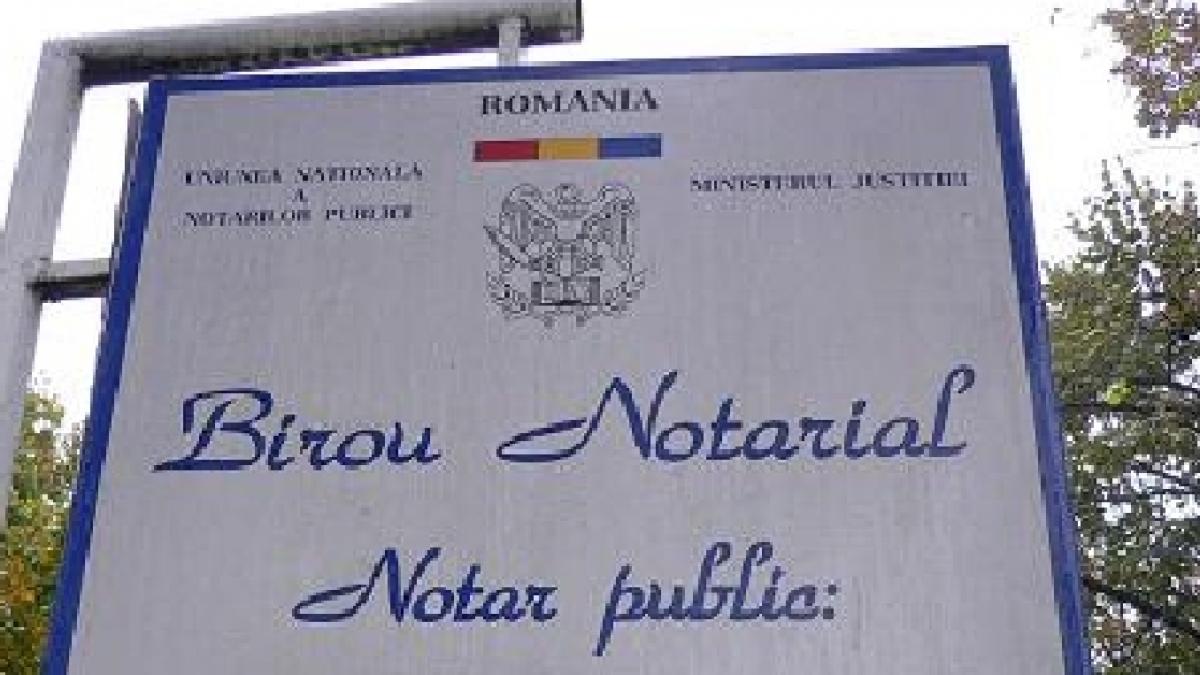 ROMANIA
UNIUNEA NATIONALA
A
NOTARILOR PUBLICI
MINISTERUL JUSTITIEI
Birou Notarial
Notar public: